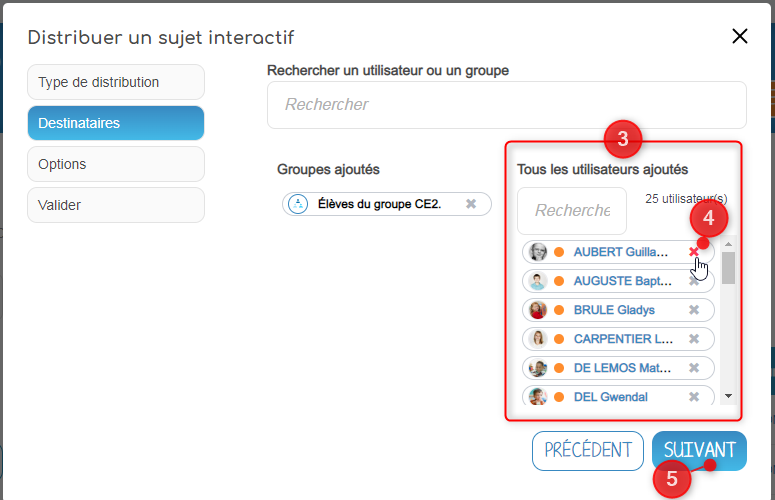 Distribuer un sujet interactif
Type de distribution
Destinataires
Options
Valider
Rechercher un utilisateur ou un groupe
Rechercher
Groupes ajoutés
Élèves du groupe CE2.
3
Tous les utilisateurs ajoutés
Recherche
25 utilisateur(s)
4
AUBERT Guilla...
AUGUSTE Bapt...
BRULE Gladys
CARPENTIER L...
DE LEMOS Mat...
DEL Gwendal
PRÉCÉDENT
SUIVANT
5